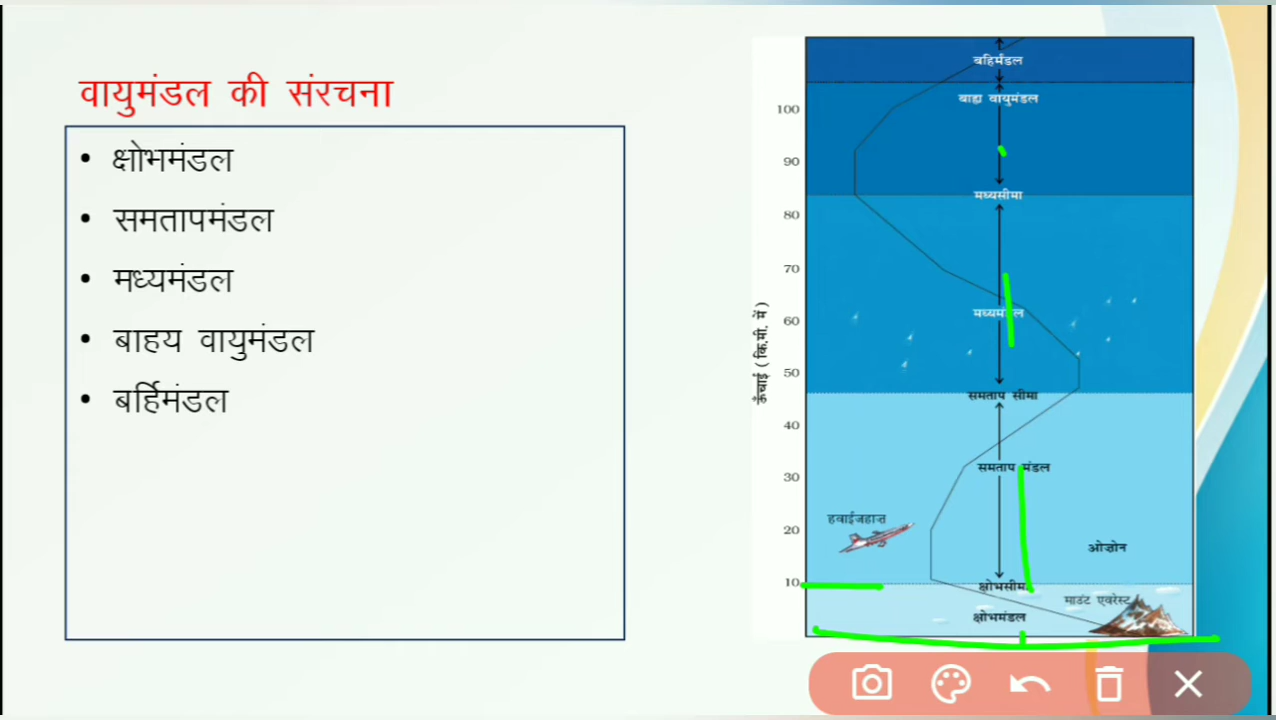 वायुमंडल की संरचना
• क्षोभमंडल
• समतापमंडल
• मध्यमंडल
• बाहय वायुमंडल
• बर्हिमंडल
बहिर्मंडल
बाह्य वायुमंडल
100
90
मध्यसीमा
80
70
मध्यमंडल
60
50
ऊँचाई ( कि.मी. में )
समताप सीमा
40
समताप मंडल
30
हवाईजहाज़
20
ओज़ोन
10
क्षोभसीमा
माउंट एवरेस्ट
क्षोभमंडल